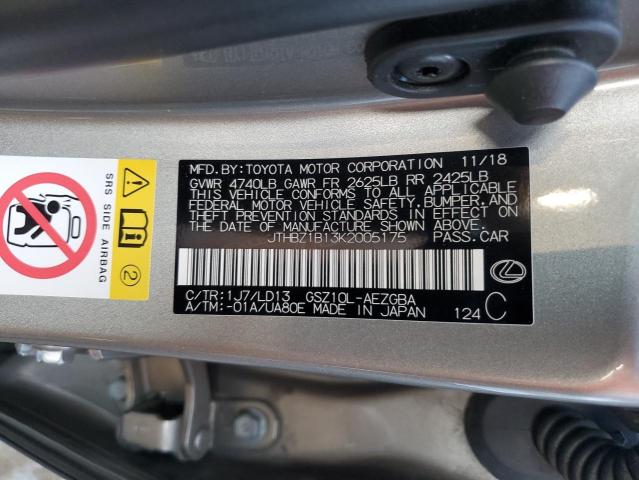 MFD.BY:TOYOTA MOTOR CORPORATION 11/18
GVWR 4740LB GAWR FR 2625LB RR 2425LB
THIS VEHICLE CONFORMS TO ALL APPLICABLE
FEDERAL MOTOR VEHICLE SAFETY,BUMPER,AND
THEFT PREVENTION STANDARDS IN EFFECT ON
THE DATE OF MANUFACTURE SHOWN ABOVE.
JTHBZ1B13K2005175 PASS.CAR
C/TR:1J7/LD13 GSZ10L-AEZGBA
A/TM:-01A/UA80E MADE IN JAPAN 124 C
SRS SIDE AIRBAG